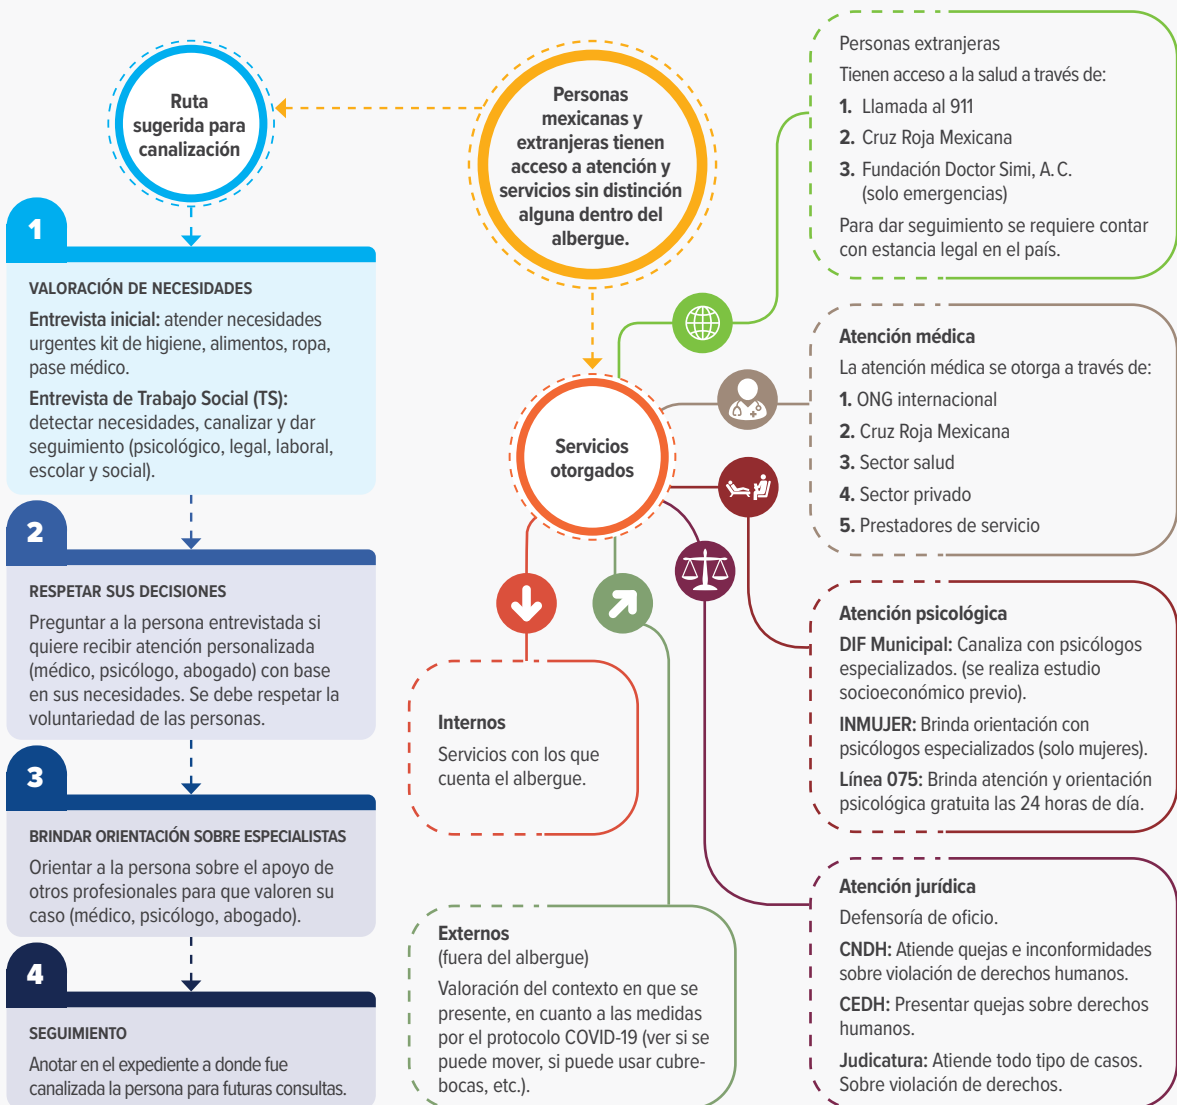 Ruta
sugerida para
canalización
1
VALORACIÓN DE NECESIDADES
Entrevista inicial: atender necesidades
urgentes kit de higiene, alimentos, ropa,
pase médico.
Entrevista de Trabajo Social (TS):
detectar necesidades, canalizar y dar
seguimiento (psicológico, legal, laboral,
escolar y social).
2
RESPETAR SUS DECISIONES
Preguntar a la persona entrevistada si
quiere recibir atención personalizada
(médico, psicólogo, abogado) con base
en sus necesidades. Se debe respetar la
voluntariedad de las personas.
3
BRINDAR ORIENTACIÓN SOBRE ESPECIALISTAS
Orientar a la persona sobre el apoyo de
otros profesionales para que valoren su
caso (médico, psicólogo, abogado).
4
SEGUIMIENTO
Anotar en el expediente a donde fue
canalizada la persona para futuras consultas.
Personas
mexicanas y
extranjeras tienen
acceso a atención y
servicios sin distinción
alguna dentro del
albergue.
Servicios
otorgados
Internos
Servicios con los que
cuenta el albergue.
Externos
(fuera del albergue)
Valoración del contexto en que se
presente, en cuanto a las medidas
por el protocolo COVID-19 (ver si se
puede mover, si puede usar cubre-
bocas, etc.).
Personas extranjeras
Tienen acceso a la salud a través de:
1. Llamada al 911
2. Cruz Roja Mexicana
3. Fundación Doctor Simi, A. C.
(solo emergencias)
Para dar seguimiento se requiere contar
con estancia legal en el país.
Atención médica
La atención médica se otorga a través de:
1. ONG internacional
2. Cruz Roja Mexicana
3. Sector salud
4. Sector privado
5. Prestadores de servicio
Atención psicológica
DIF Municipal: Canaliza con psicólogos
especializados. (se realiza estudio
socioeconómico previo).
INMUJER: Brinda orientación con
psicólogos especializados (solo mujeres).
Línea 075: Brinda atención y orientación
psicológica gratuita las 24 horas de día.
Atención jurídica
Defensoría de oficio.
CNDH: Atiende quejas e inconformidades
sobre violación de derechos humanos.
CEDH: Presentar quejas sobre derechos
humanos.
Judicatura: Atiende todo tipo de casos.
Sobre violación de derechos.